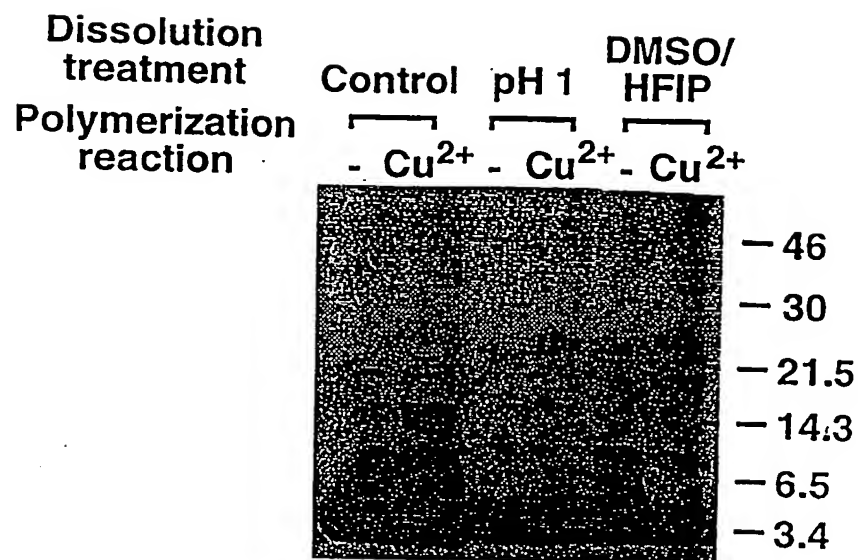 Dissolution
treatment
Control
pH 1
DMSO/
HFIP
Polymerization
reaction
- Cu²⁺ - Cu²⁺ - Cu²⁺
46
30
21.5
14.3
6.5
3.4